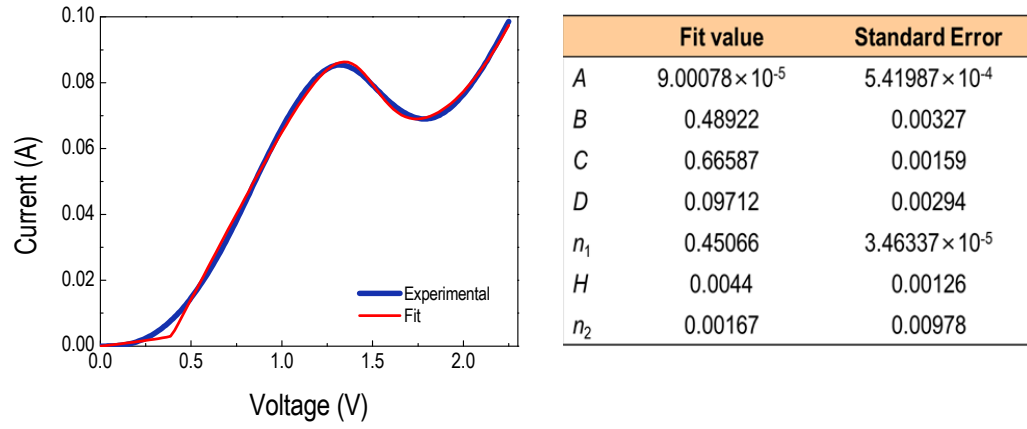 0.10
0.08
0.06
0.04
0.02
0.00
0.0 0.5 1.0 1.5 2.0
Current (A)
Voltage (V)
Experimental
Fit
Fit value Standard Error
A 9.00078×10⁻⁵ 5.41987×10⁻⁴
B 0.48922 0.00327
C 0.66587 0.00159
D 0.09712 0.00294
n₁ 0.45066 3.46337×10⁻⁵
H 0.0044 0.00126
n₂ 0.00167 0.00978